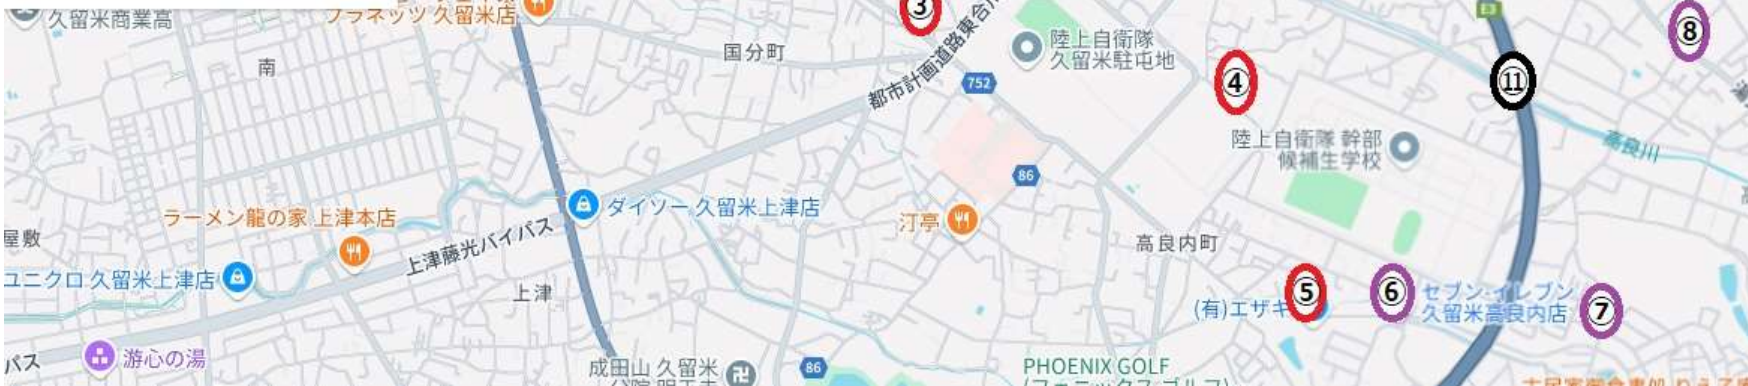 久留米商業高
フラネッツ 久留米店
③
国分町
都市計画道路東合川
陸上自衛隊
久留米駐屯地
752
④
E3
⑪
⑧
南
陸上自衛隊 幹部
候補生学校
高良川
86
ラーメン龍の家 上津本店
ダイソー 久留米上津店
汀亭
高良内町
屋敷
上津藤光バイパス
ユニクロ 久留米上津店
上津
(有)エザキ
⑤
⑥
セブン-イレブン
久留米高良内店
⑦
パス
游心の湯
成田山 久留米
86
PHOENIX GOLF